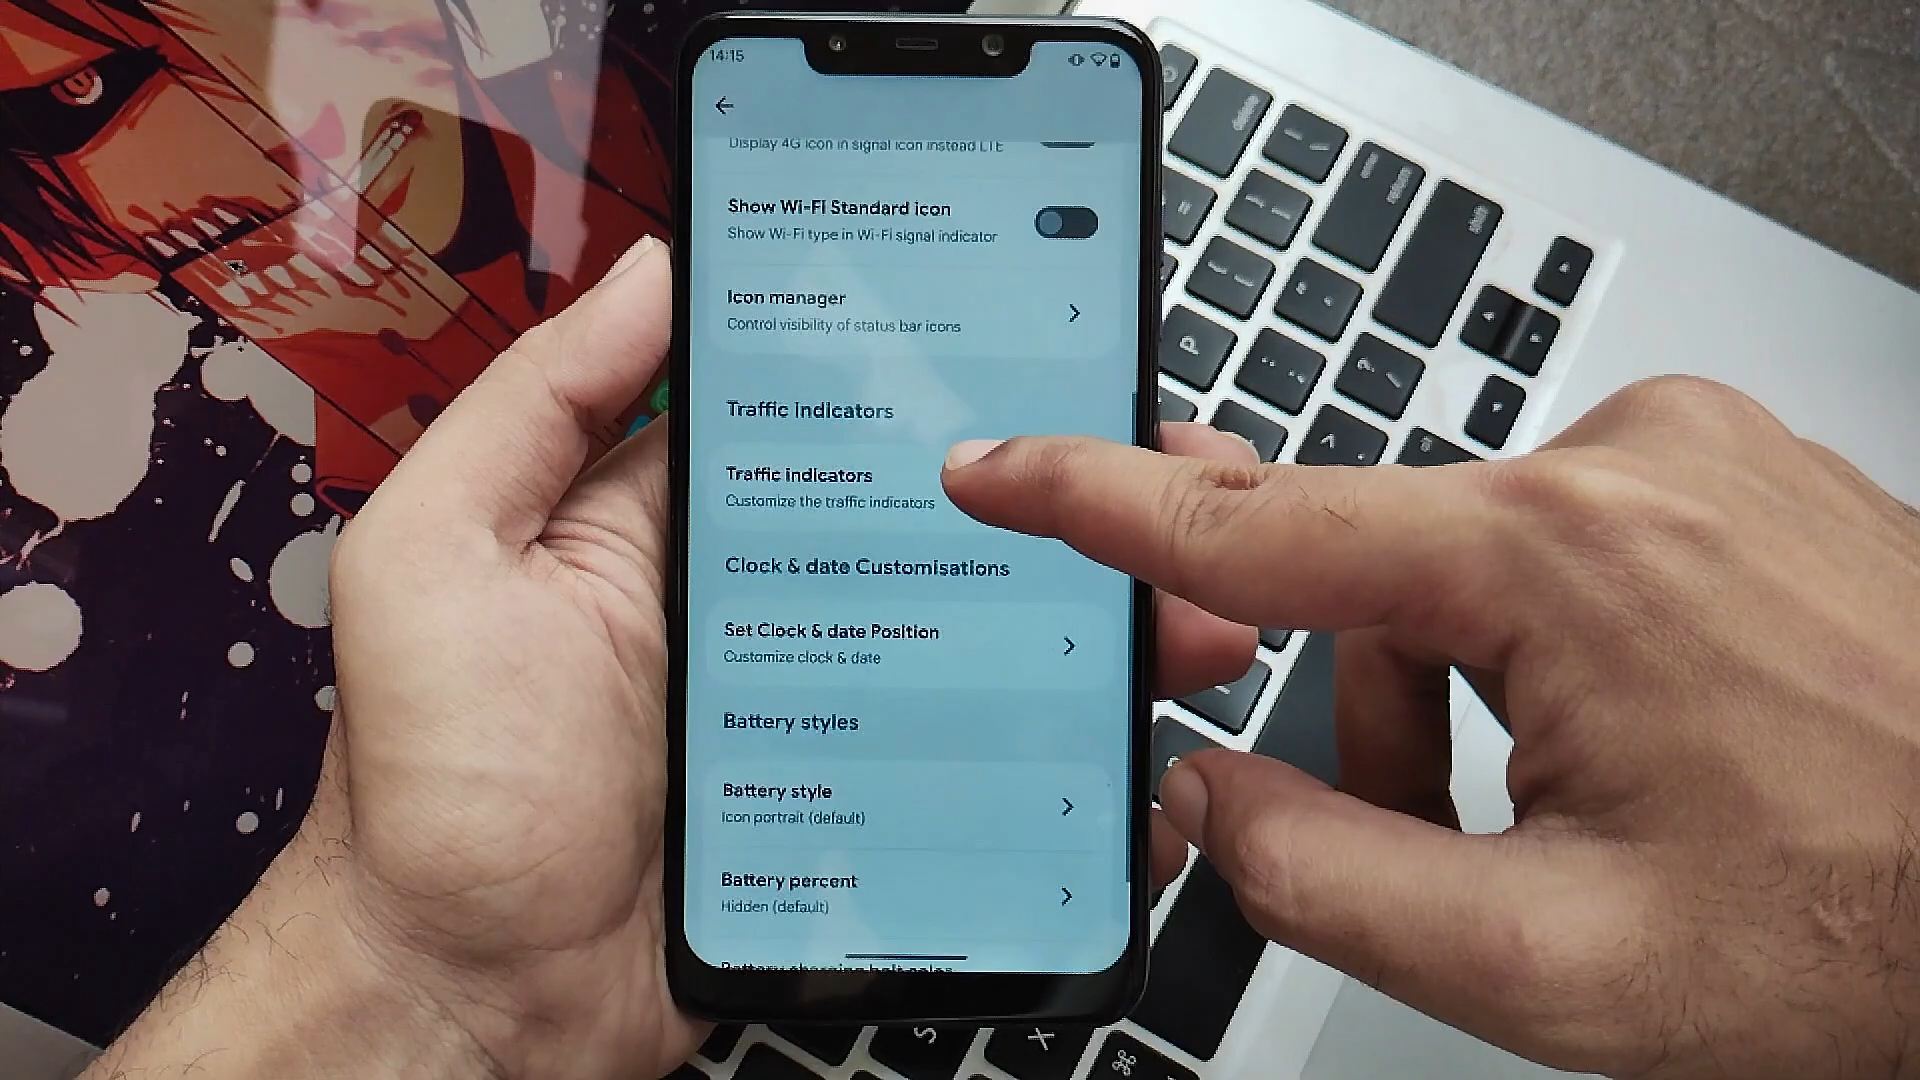 14:15
Display 4G icon in signal icon instead LTE
Show Wi-Fi Standard icon
Show Wi-Fi type in Wi-Fi signal indicator
Icon manager
Control visibility of status bar icons
Traffic Indicators
Traffic indicators
Customize the traffic indicators
Clock & date Customisations
Set Clock & date Position
Customize clock & date
Battery styles
Battery style
Icon portrait (default)
Battery percent
Hidden (default)
delete
P
S
X
⌘